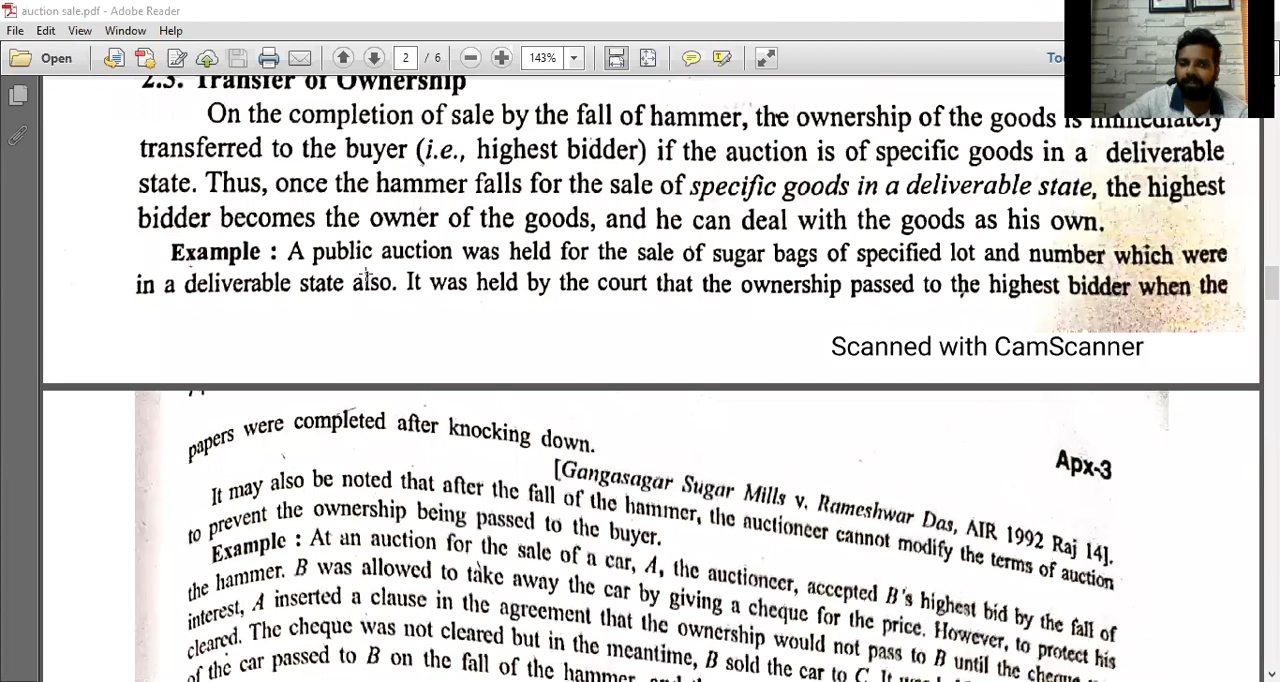 auction sale.pdf - Adobe Reader
File Edit View Window Help
Open 2 / 6 143%
2.3. Transfer of Ownership
On the completion of sale by the fall of hammer, the ownership of the goods is immediately
transferred to the buyer (i.e., highest bidder) if the auction is of specific goods in a deliverable
state. Thus, once the hammer falls for the sale of specific goods in a deliverable state, the highest
bidder becomes the owner of the goods, and he can deal with the goods as his own.
Example : A public auction was held for the sale of sugar bags of specified lot and number which were
in a deliverable state also. It was held by the court that the ownership passed to the highest bidder when the
Scanned with CamScanner
Apx-3
papers were completed after knocking down.
[Gangasagar Sugar Mills v. Rameshwar Das, AIR 1992 Raj 14].
It may also be noted that after the fall of the hammer, the auctioneer cannot modify the terms of auction
to prevent the ownership being passed to the buyer.
Example : At an auction for the sale of a car, A, the auctioneer, accepted B's highest bid by the fall of
the hammer. B was allowed to take away the car by giving a cheque for the price. However, to protect his
interest, A inserted a clause in the agreement that the ownership would not pass to B until the cheque
cleared. The cheque was not cleared but in the meantime, B sold the car to C. It
of the car passed to B on the fall of the hammer